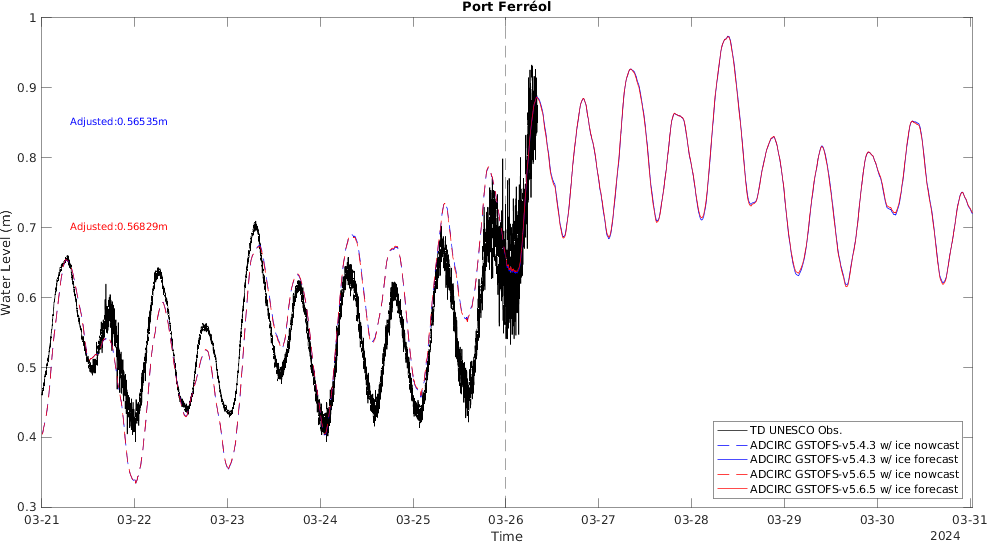 Port Ferréol
1
0.9
0.8
0.7
0.6
0.5
0.4
0.3
Water Level (m)
Adjusted:0.56535m
Adjusted:0.56829m
TD UNESCO Obs.
ADCIRC GSTOFS-v5.4.3 w/ ice nowcast
ADCIRC GSTOFS-v5.4.3 w/ ice forecast
ADCIRC GSTOFS-v5.6.5 w/ ice nowcast
ADCIRC GSTOFS-v5.6.5 w/ ice forecast
03-21 03-22 03-23 03-24 03-25 03-26 03-27 03-28 03-29 03-30 03-31
Time
2024